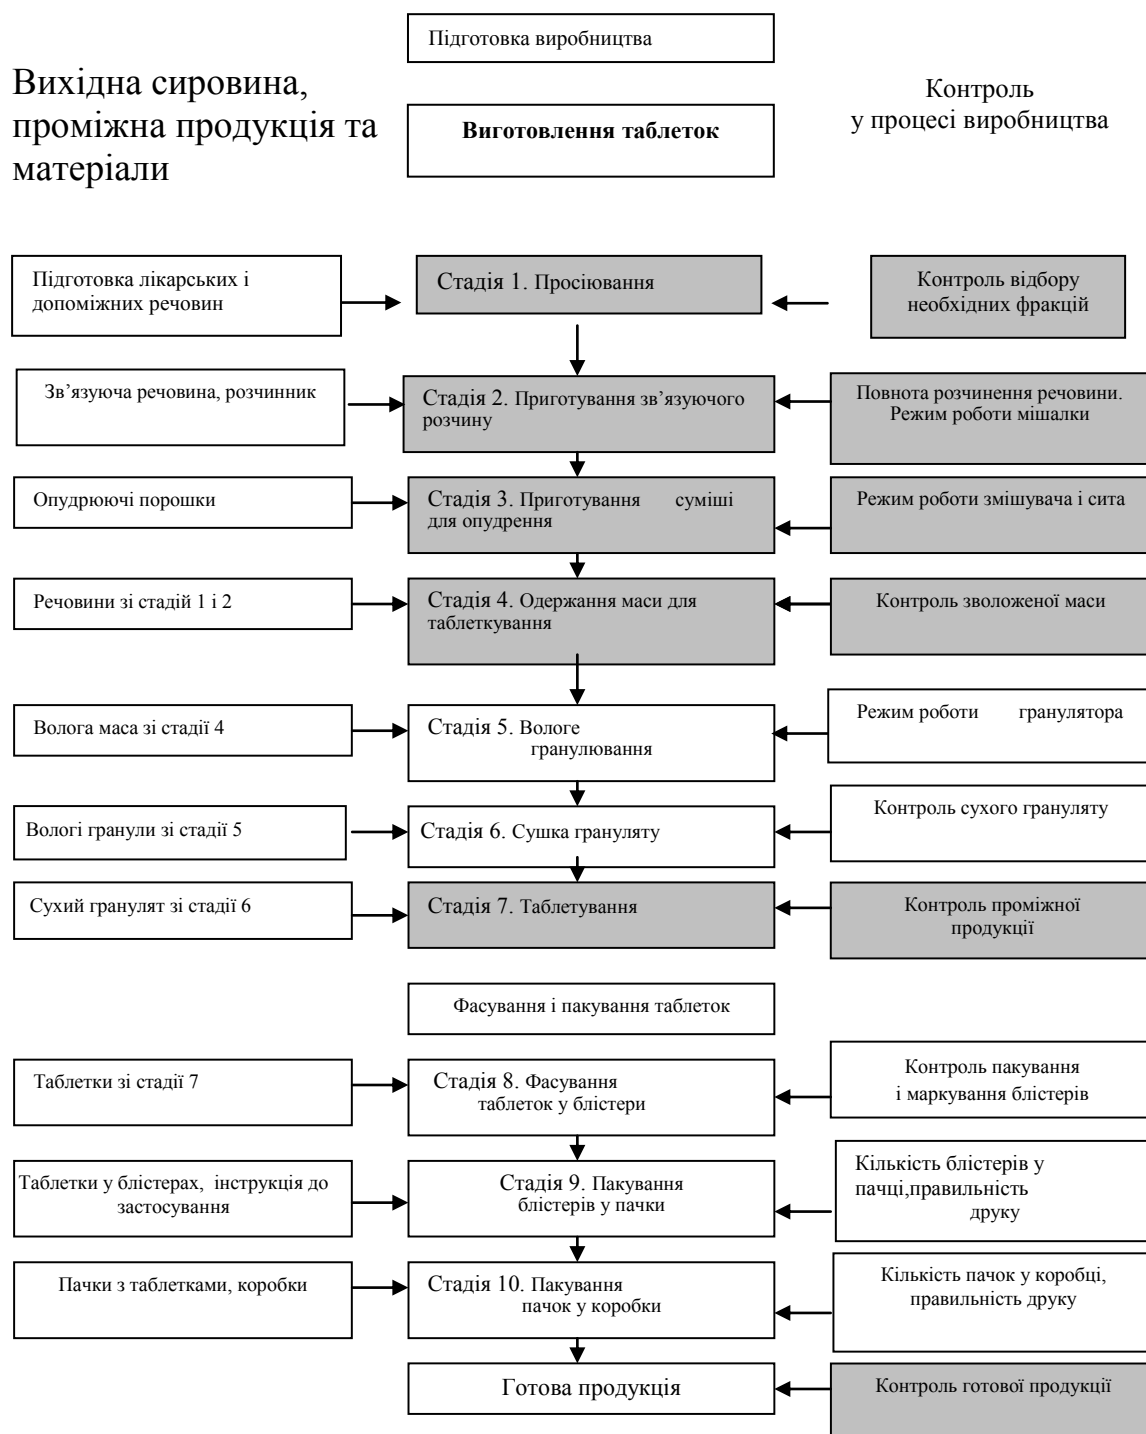 Підготовка виробництва
Вихідна сировина,
проміжна продукція та
матеріали
Виготовлення таблеток
Контроль
у процесі виробництва
Підготовка лікарських і
допоміжних речовин
Стадія 1. Просіювання
Контроль відбору
необхідних фракцій
Зв’язуюча речовина, розчинник
Стадія 2. Приготування зв’язуючого
розчину
Повнота розчинення речовини.
Режим роботи мішалки
Опудрюючі порошки
Стадія 3. Приготування суміші
для опудрення
Режим роботи змішувача і сита
Речовини зі стадій 1 і 2
Стадія 4. Одержання маси для
таблеткування
Контроль зволоженої маси
Волога маса зі стадії 4
Стадія 5. Вологе
гранулювання
Режим роботи гранулятора
Вологі гранули зі стадії 5
Стадія 6. Сушка грануляту
Контроль сухого грануляту
Сухий гранулят зі стадії 6
Стадія 7. Таблетування
Контроль проміжної
продукції
Фасування і пакування таблеток
Таблетки зі стадії 7
Стадія 8. Фасування
таблеток у блістери
Контроль пакування
і маркування блістерів
Таблетки у блістерах, інструкція до
застосування
Стадія 9. Пакування
блістерів у пачки
Кількість блістерів у
пачці,правильність
друку
Пачки з таблетками, коробки
Стадія 10. Пакування
пачок у коробки
Кількість пачок у коробці,
правильність друку
Готова продукція
Контроль готової продукції